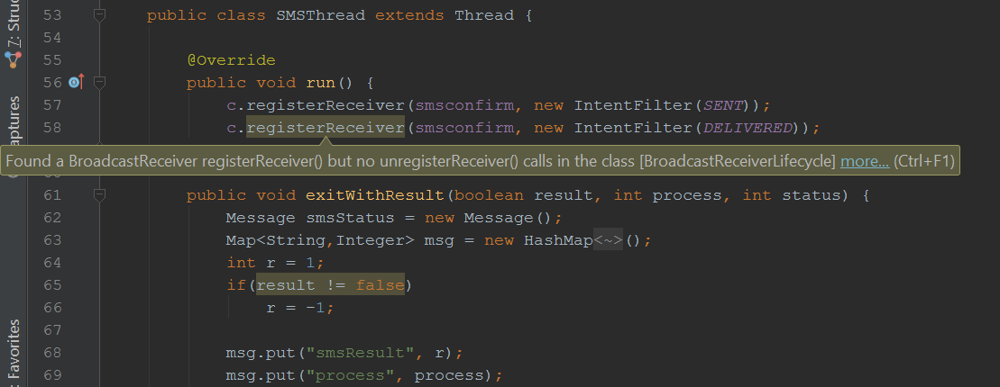 7: Struc
aptures
: Favorites
53 public class SMSThread extends Thread {
54
55 @Override
56 public void run() {
57 c.registerReceiver(smsconfirm, new IntentFilter(SENT));
58 c.registerReceiver(smsconfirm, new IntentFilter(DELIVERED));
Found a BroadcastReceiver registerReceiver() but no unregisterReceiver() calls in the class [BroadcastReceiverLifecycle] more... (Ctrl+F1)
61 public void exitWithResult(boolean result, int process, int status) {
62 Message smsStatus = new Message();
63 Map<String,Integer> msg = new HashMap<~>();
64 int r = 1;
65 if(result != false)
66 r = -1;
67
68 msg.put("smsResult", r);
69 msg.put("process", process);